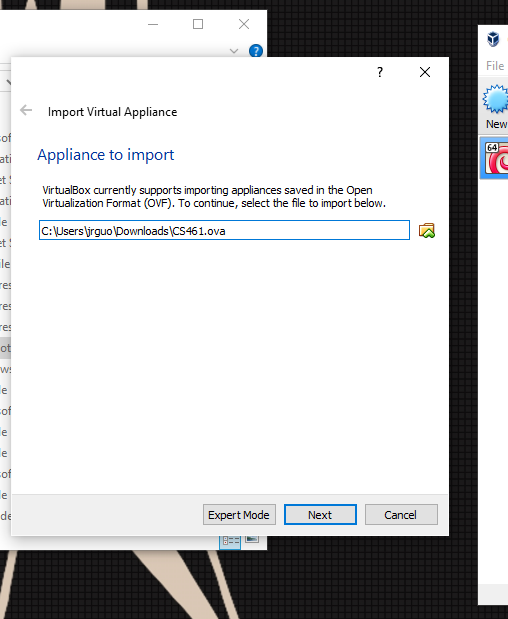 ?
?
Import Virtual Appliance
Appliance to import
VirtualBox currently supports importing appliances saved in the Open
Virtualization Format (OVF). To continue, select the file to import below.
C:\Users\jrguo\Downloads\CS461.ova
Expert Mode
Next
Cancel
File
New
64